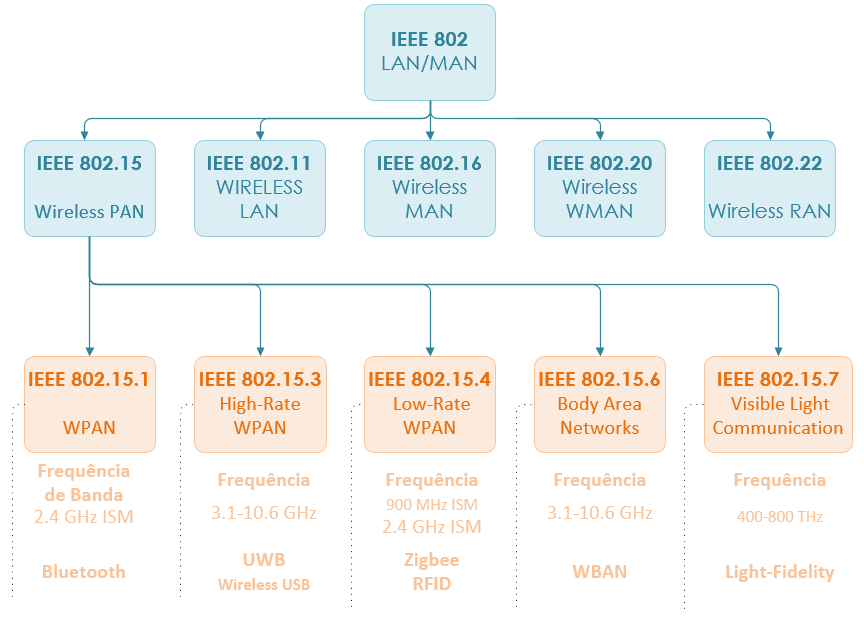 IEEE 802
LAN/MAN
IEEE 802.15
Wireless PAN
IEEE 802.11
WIRELESS
LAN
IEEE 802.16
Wireless
MAN
IEEE 802.20
Wireless
WMAN
IEEE 802.22
Wireless RAN
IEEE 802.15.1
WPAN
Frequência
de Banda
2.4 GHz ISM
Bluetooth
IEEE 802.15.3
High-Rate
WPAN
Frequência
3.1-10.6 GHz
UWB
Wireless USB
IEEE 802.15.4
Low-Rate
WPAN
Frequência
900 MHz ISM
2.4 GHz ISM
Zigbee
RFID
IEEE 802.15.6
Body Area
Networks
Frequência
3.1-10.6 GHz
WBAN
IEEE 802.15.7
Visible Light
Communication
Frequência
400-800 THz
Light-Fidelity